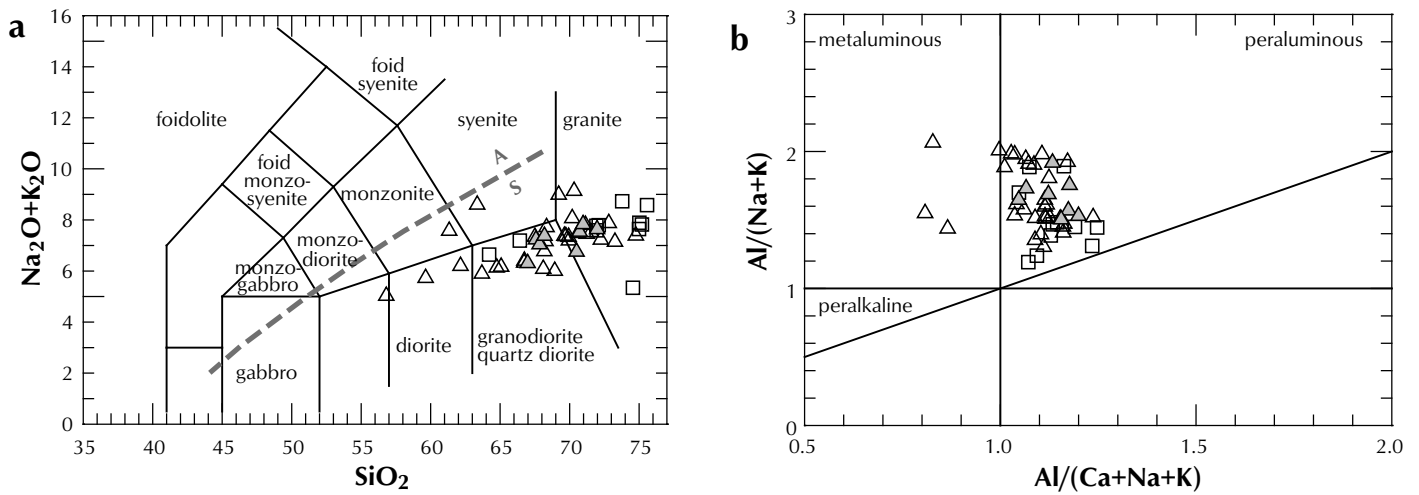 a
16
14
12
10
8
6
4
2
0
Na2O+K2O
35
40
45
50
55
60
65
70
75
SiO2
foidolite
foid
syenite
syenite
granite
foid
monzo-
syenite
monzonite
A
S
monzo-
diorite
monzo-
gabbro
gabbro
diorite
granodiorite
quartz diorite
b
3
2
1
0
Al/(Na+K)
0.5
1.0
1.5
2.0
Al/(Ca+Na+K)
metaluminous
peraluminous
peralkaline